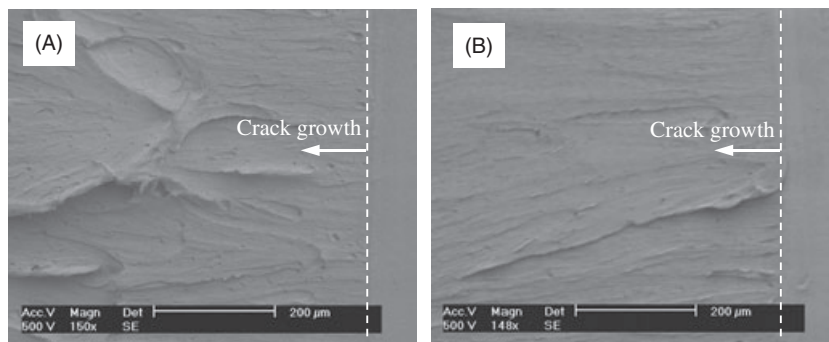 (A)
Crack growth
Acc.V Magn Det 200 µm
500 V 150x SE
(B)
Crack growth
Acc.V Magn Det 200 µm
500 V 148x SE